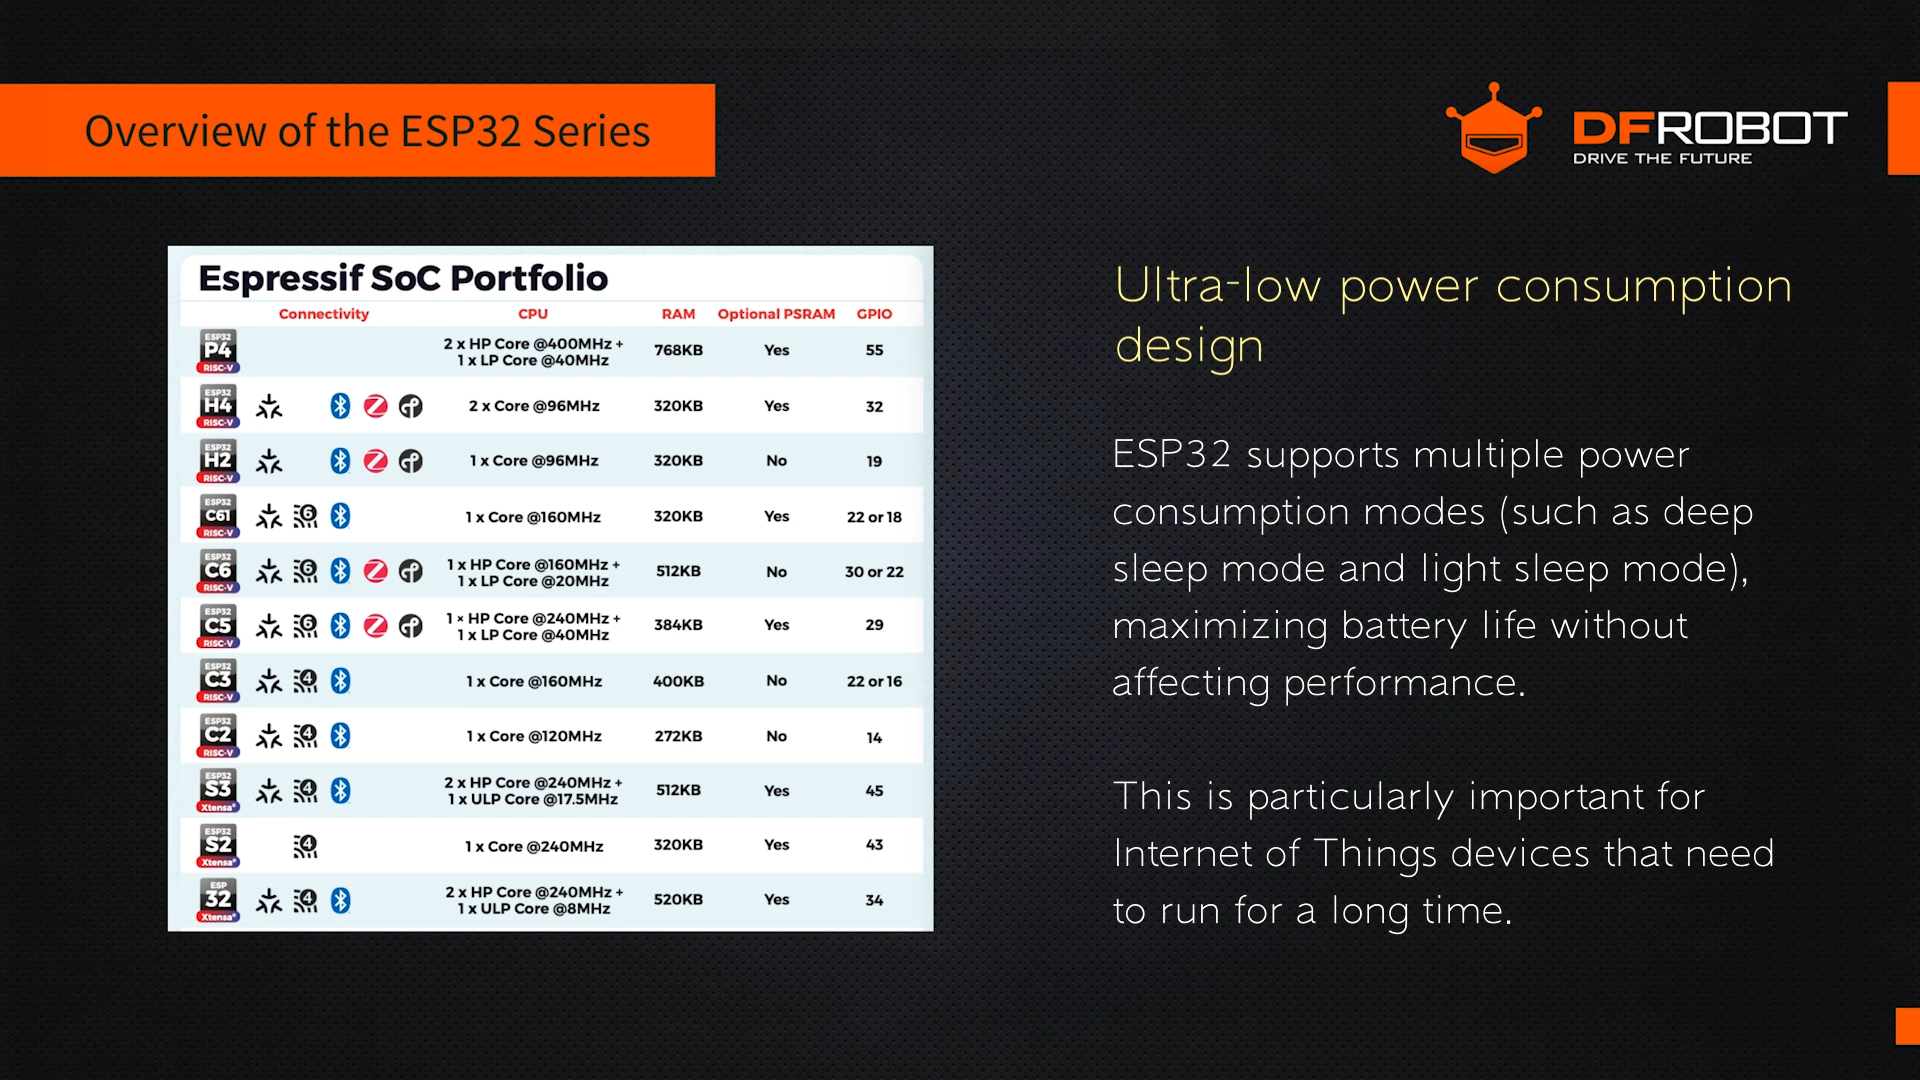 Overview of the ESP32 Series
DFROBOT
DRIVE THE FUTURE
Espressif SoC Portfolio
Connectivity CPU RAM Optional PSRAM GPIO
ESP32 P4 RISC-V 2 x HP Core @400MHz + 1 x LP Core @40MHz 768KB Yes 55
ESP32 H4 RISC-V 2 x Core @96MHz 320KB Yes 32
ESP32 H2 RISC-V 1 x Core @96MHz 320KB No 19
ESP32 C61 RISC-V 6 1 x Core @160MHz 320KB Yes 22 or 18
ESP32 C6 RISC-V 6 1 x HP Core @160MHz + 1 x LP Core @20MHz 512KB No 30 or 22
ESP32 C5 RISC-V 6 1 × HP Core @240MHz + 1 x LP Core @40MHz 384KB Yes 29
ESP32 C3 RISC-V 4 1 x Core @160MHz 400KB No 22 or 16
ESP32 C2 RISC-V 4 1 x Core @120MHz 272KB No 14
ESP32 S3 Xtensa® 4 2 x HP Core @240MHz + 1 x ULP Core @17.5MHz 512KB Yes 45
ESP32 S2 Xtensa® 4 1 x Core @240MHz 320KB Yes 43
ESP 32 Xtensa® 4 2 x HP Core @240MHz + 1 x ULP Core @8MHz 520KB Yes 34
Ultra-low power consumption
design
ESP32 supports multiple power
consumption modes (such as deep
sleep mode and light sleep mode),
maximizing battery life without
affecting performance.
This is particularly important for
Internet of Things devices that need
to run for a long time.